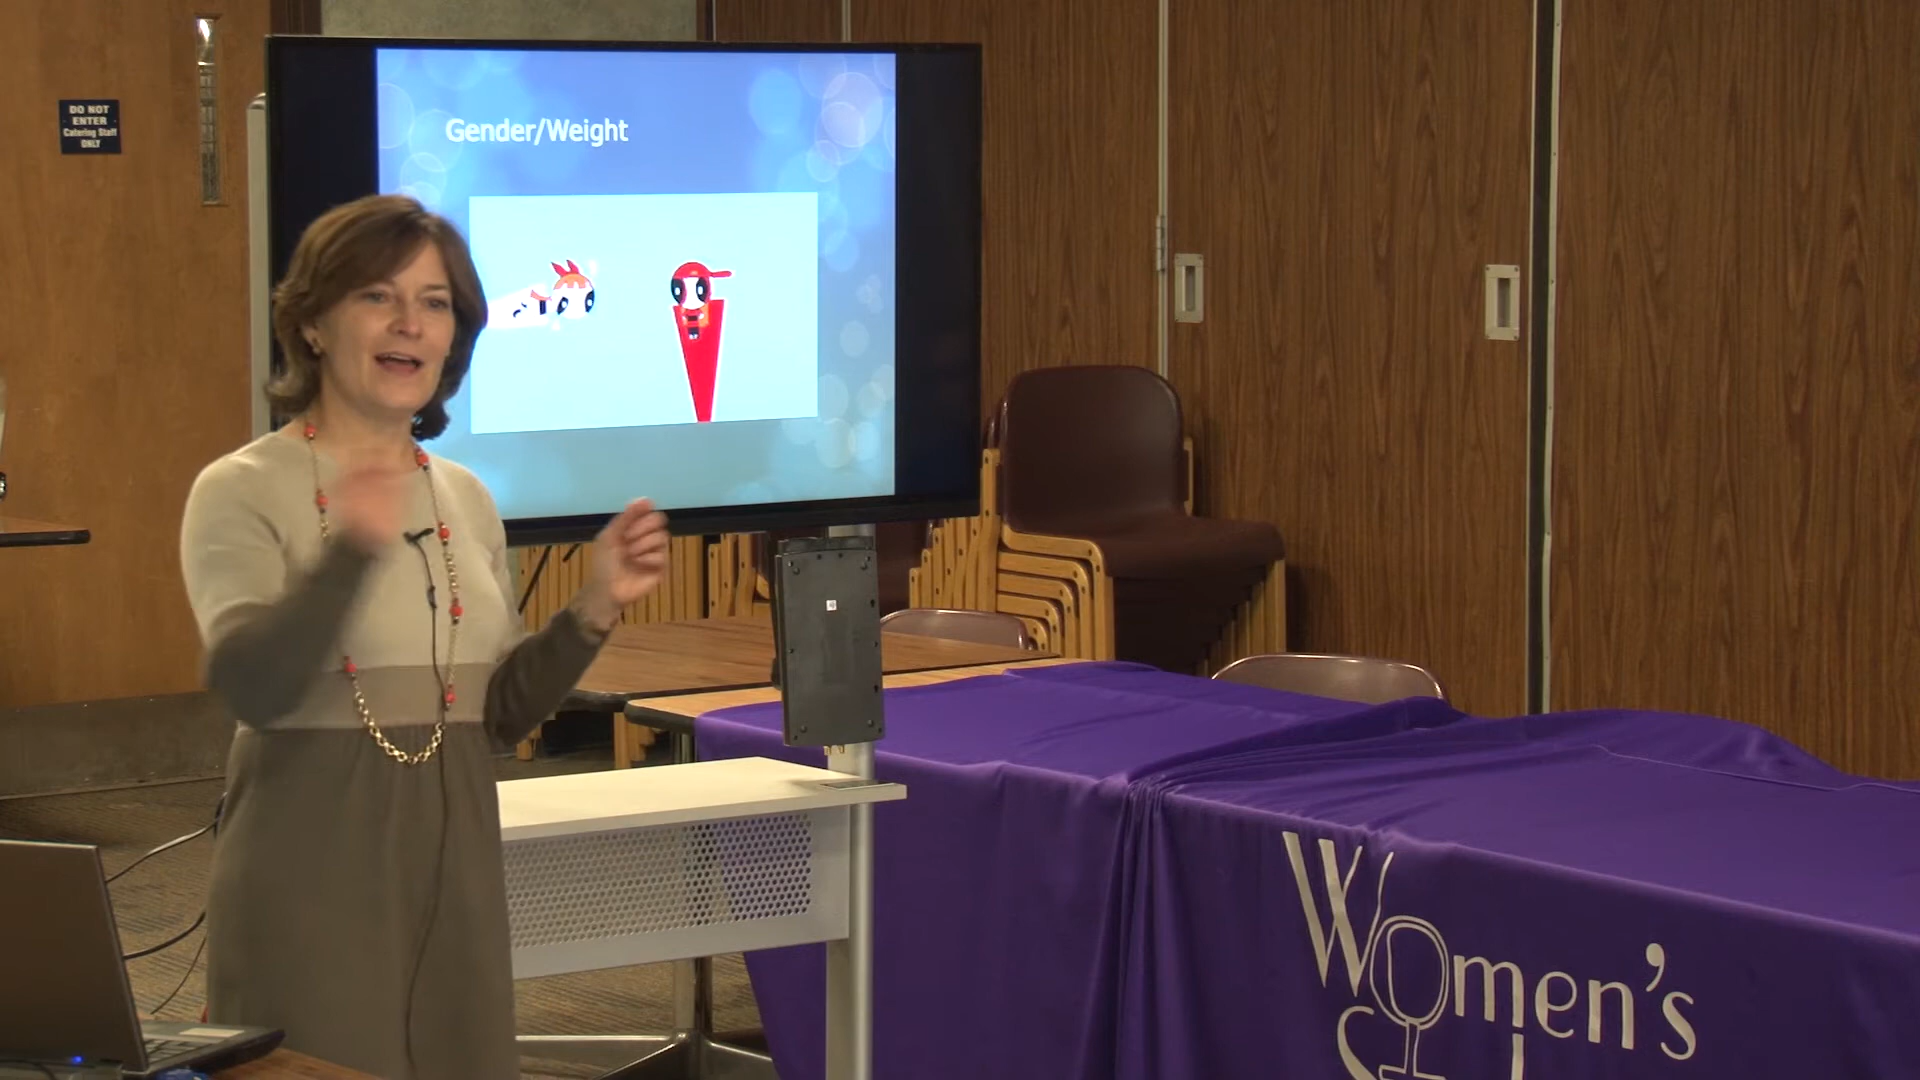 DO NOT
ENTER
Catering Staff
ONLY
Gender/Weight
Women's